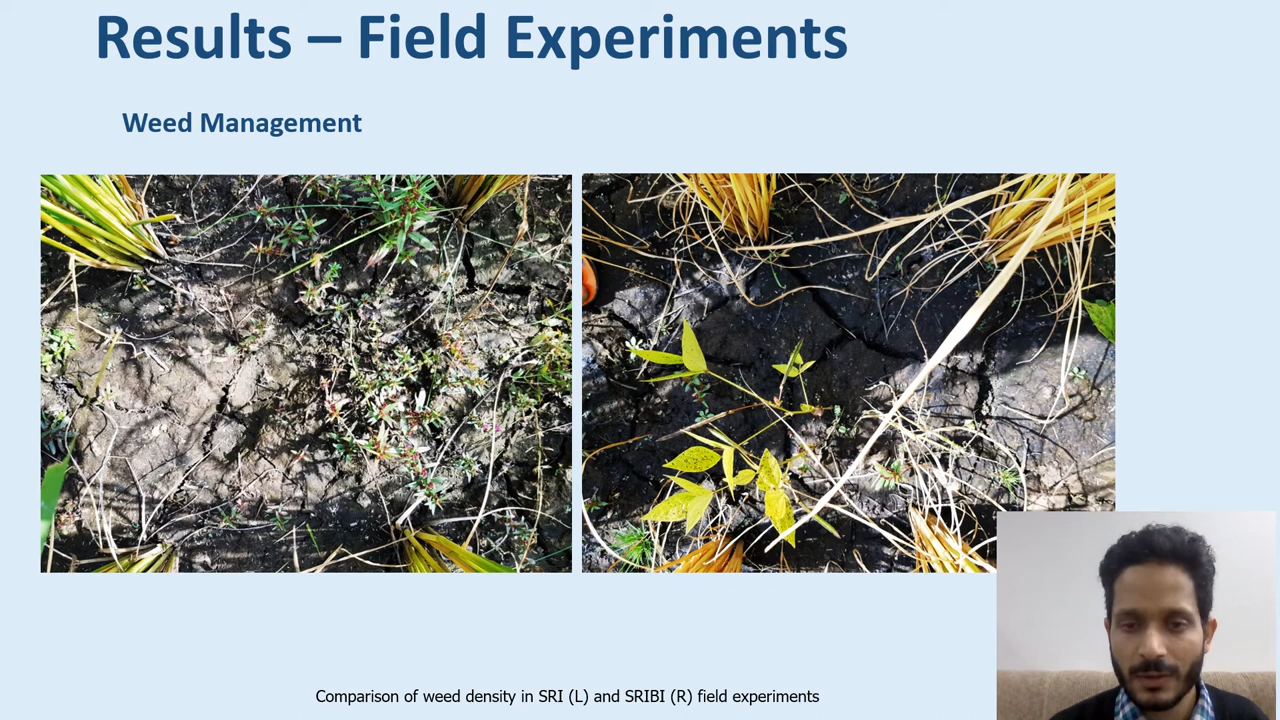 Results – Field Experiments
Weed Management
Comparison of weed density in SRI (L) and SRIBI (R) field experiments